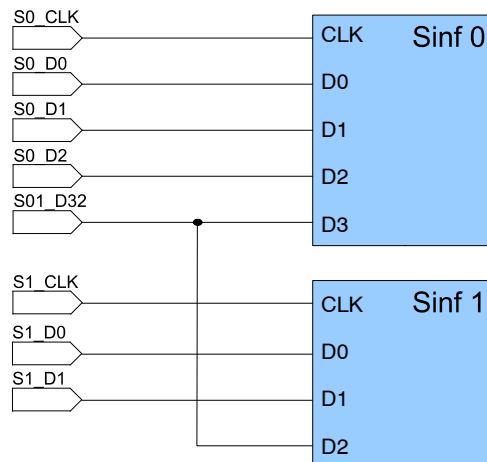 S0_CLK
CLK Sinf 0
S0_D0
D0
S0_D1
D1
S0_D2
D2
S01_D32
D3
S1_CLK
CLK Sinf 1
S1_D0
D0
S1_D1
D1
D2